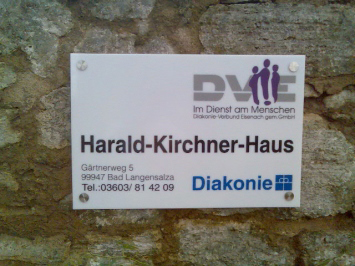 DVE
Im Dienst am Menschen
Diakonie-Verbund Eisenach gem.GmbH
Harald-Kirchner-Haus
Gärtnerweg 5
99947 Bad Langensalza
Tel.:03603/ 81 42 09
Diakonie